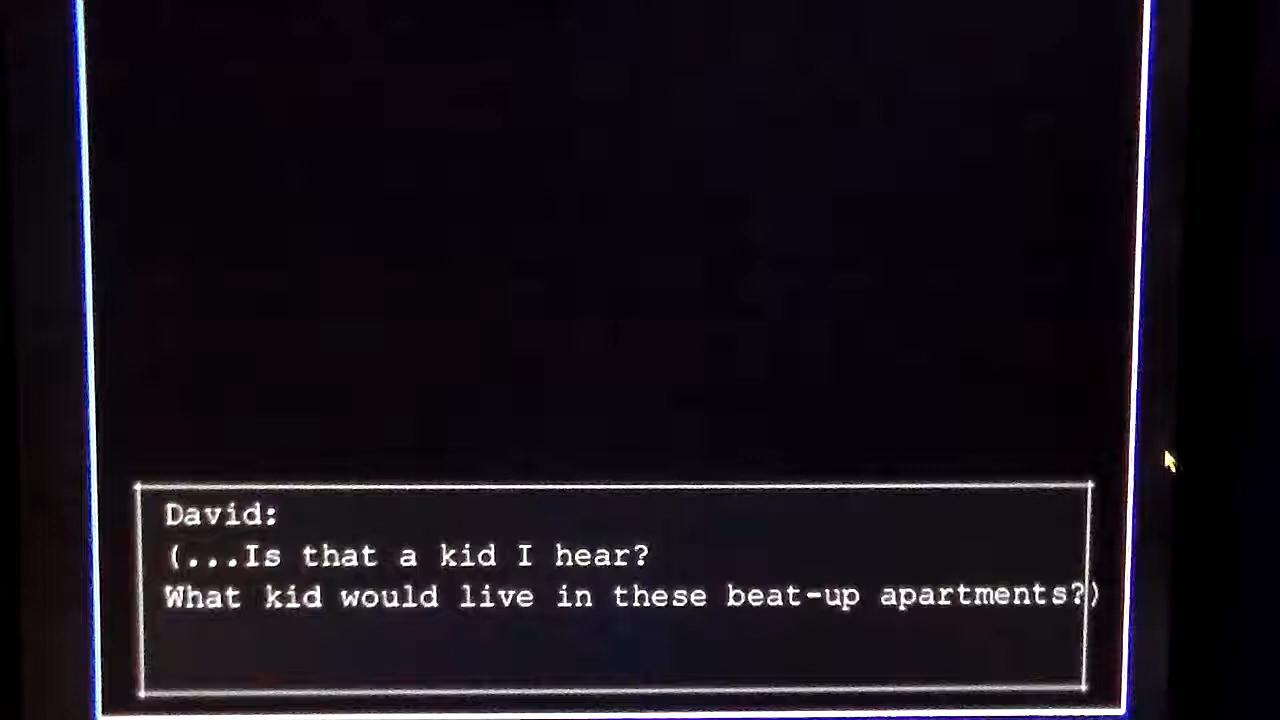 David:
(...Is that a kid I hear?
What kid would live in these beat-up apartments?)